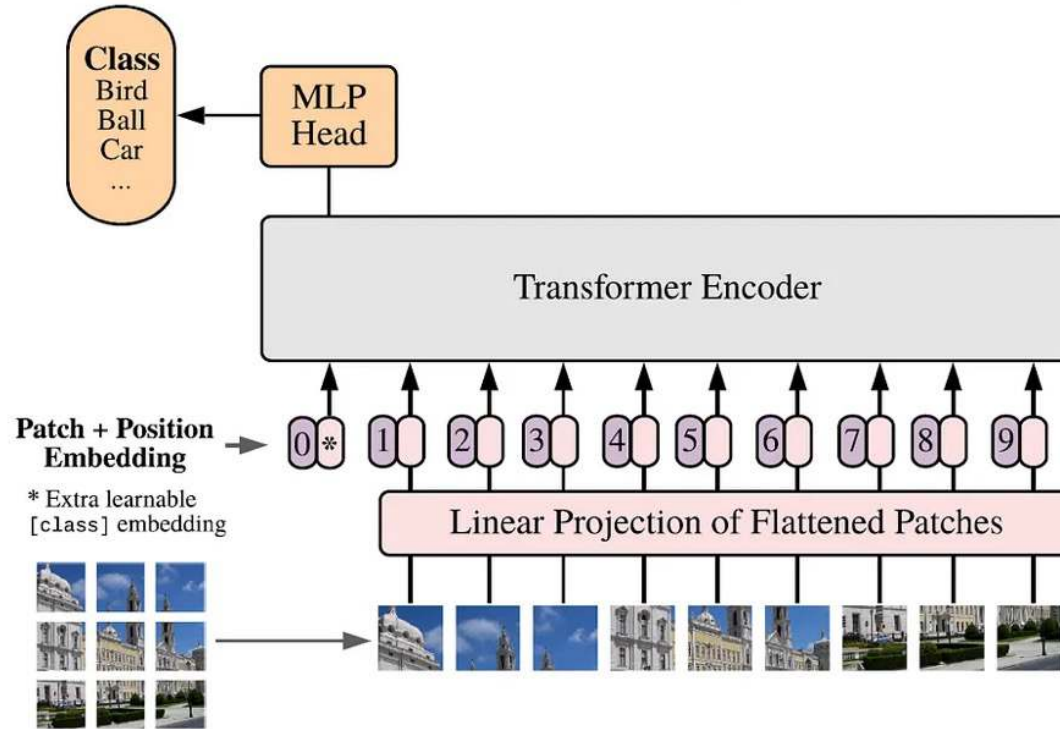 Class
Bird
Ball
Car
...
MLP
Head
Transformer Encoder
Patch + Position
Embedding
0 * 1 2 3 4 5 6 7 8 9
* Extra learnable
[class] embedding
Linear Projection of Flattened Patches